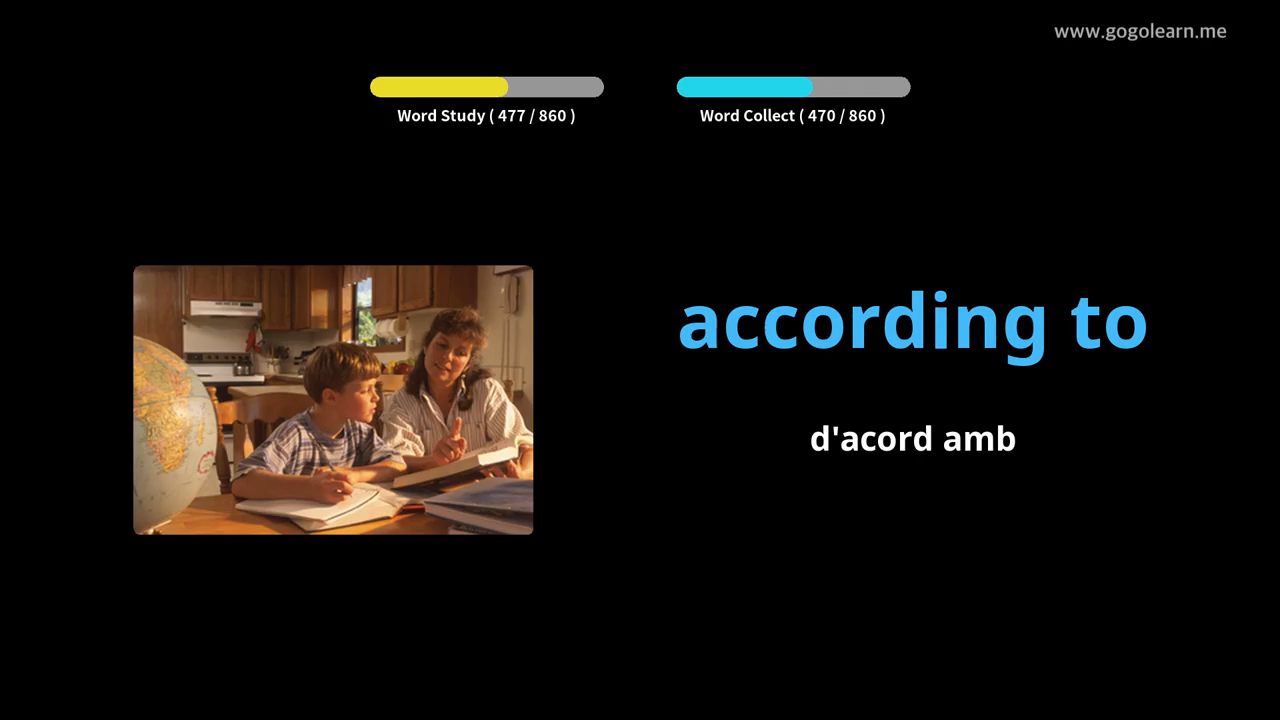 www.gogolearn.me
Word Study ( 477 / 860 )
Word Collect ( 470 / 860 )
according to
d'acord amb